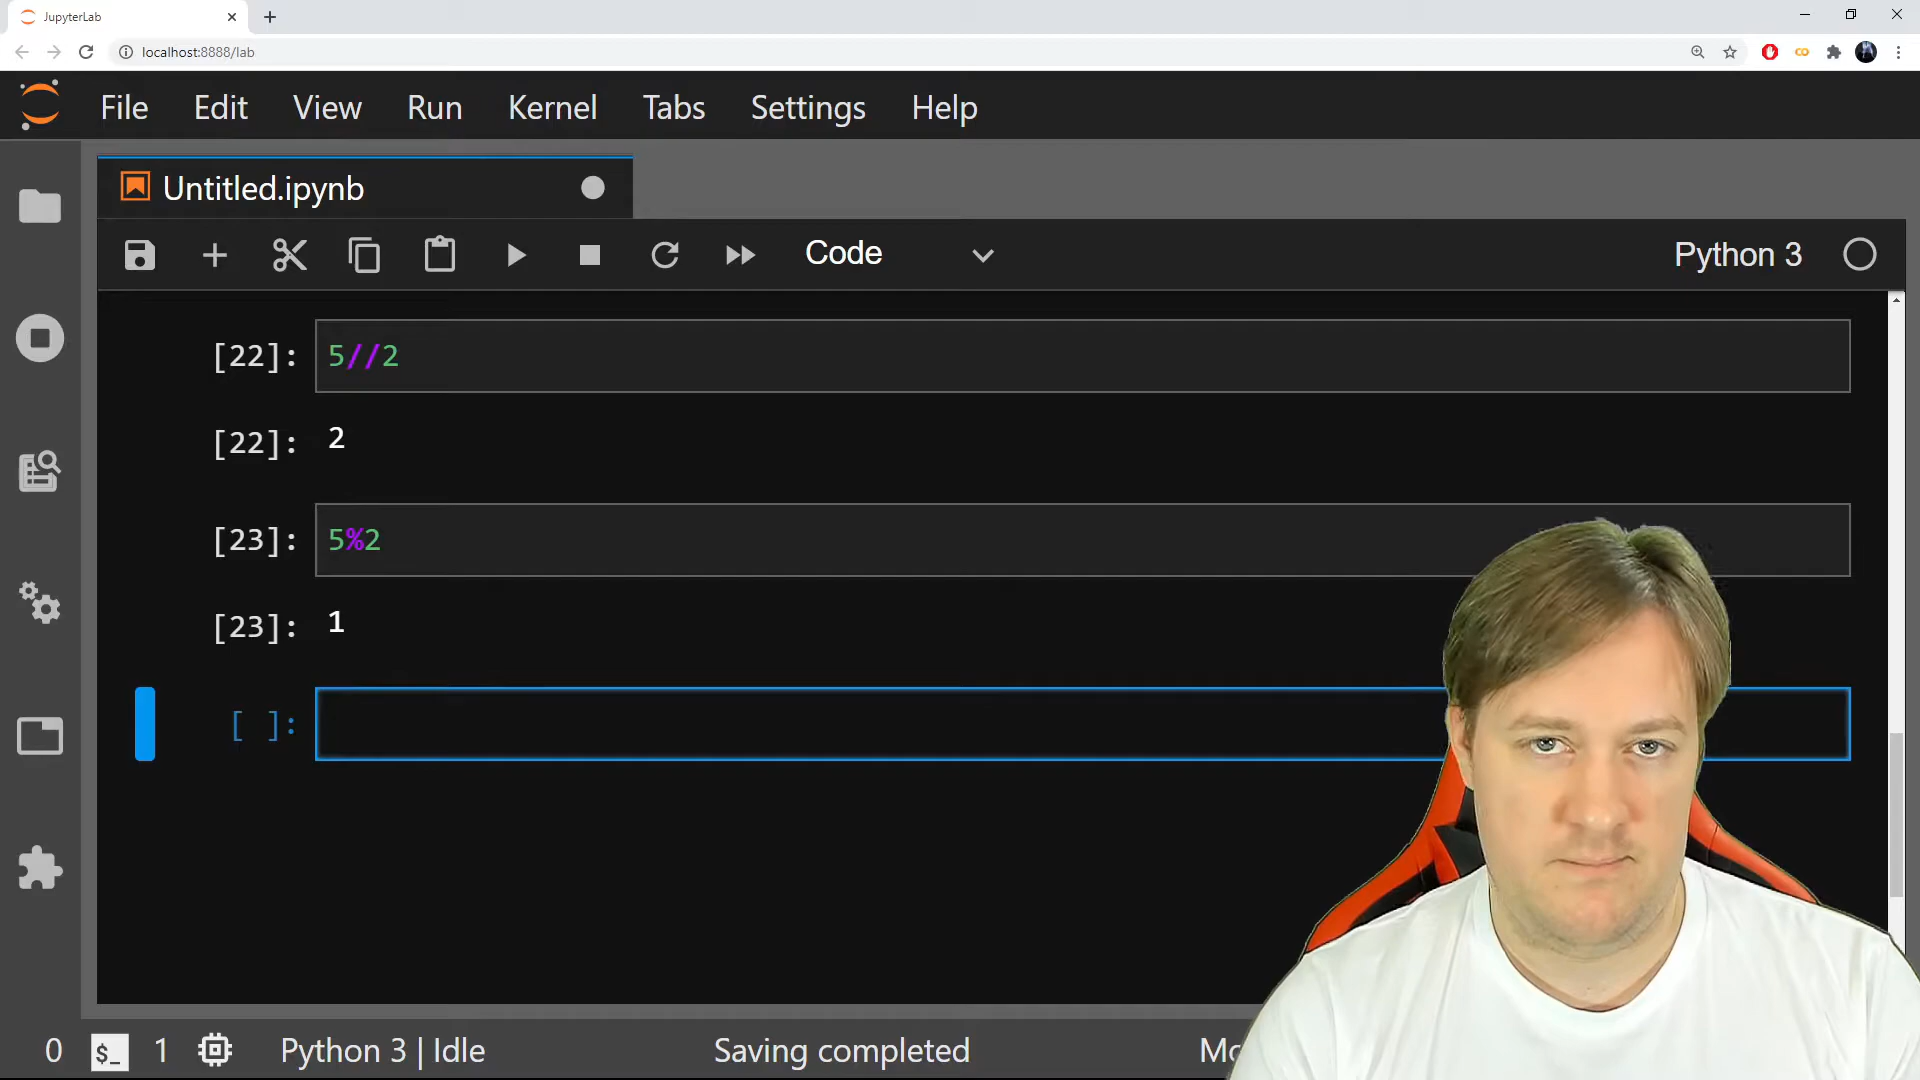 JupyterLab
localhost:8888/lab
File Edit View Run Kernel Tabs Settings Help
Untitled.ipynb
Code
Python 3
[22]: 5//2
[22]: 2
[23]: 5%2
[23]: 1
[ ]:
0 $_ 1 Python 3 | Idle Saving completed